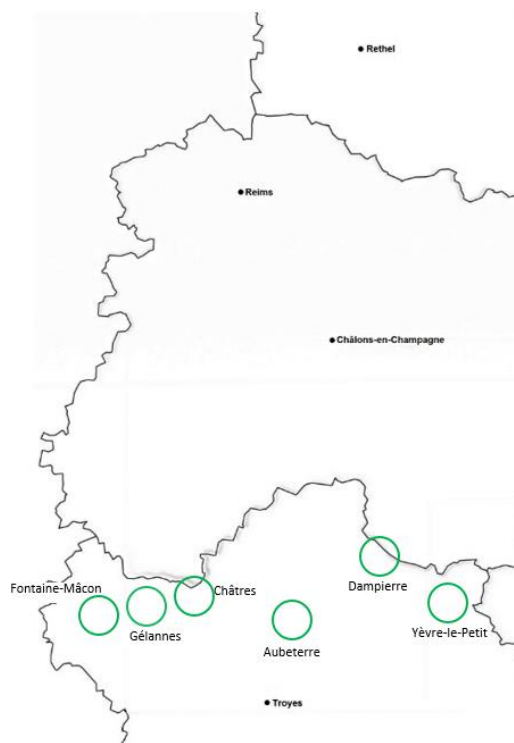 Rethel
Reims
Châlons-en-Champagne
Dampierre
Fontaine-Mâcon
Châtres
Gélannes
Yèvre-le-Petit
Aubeterre
Troyes